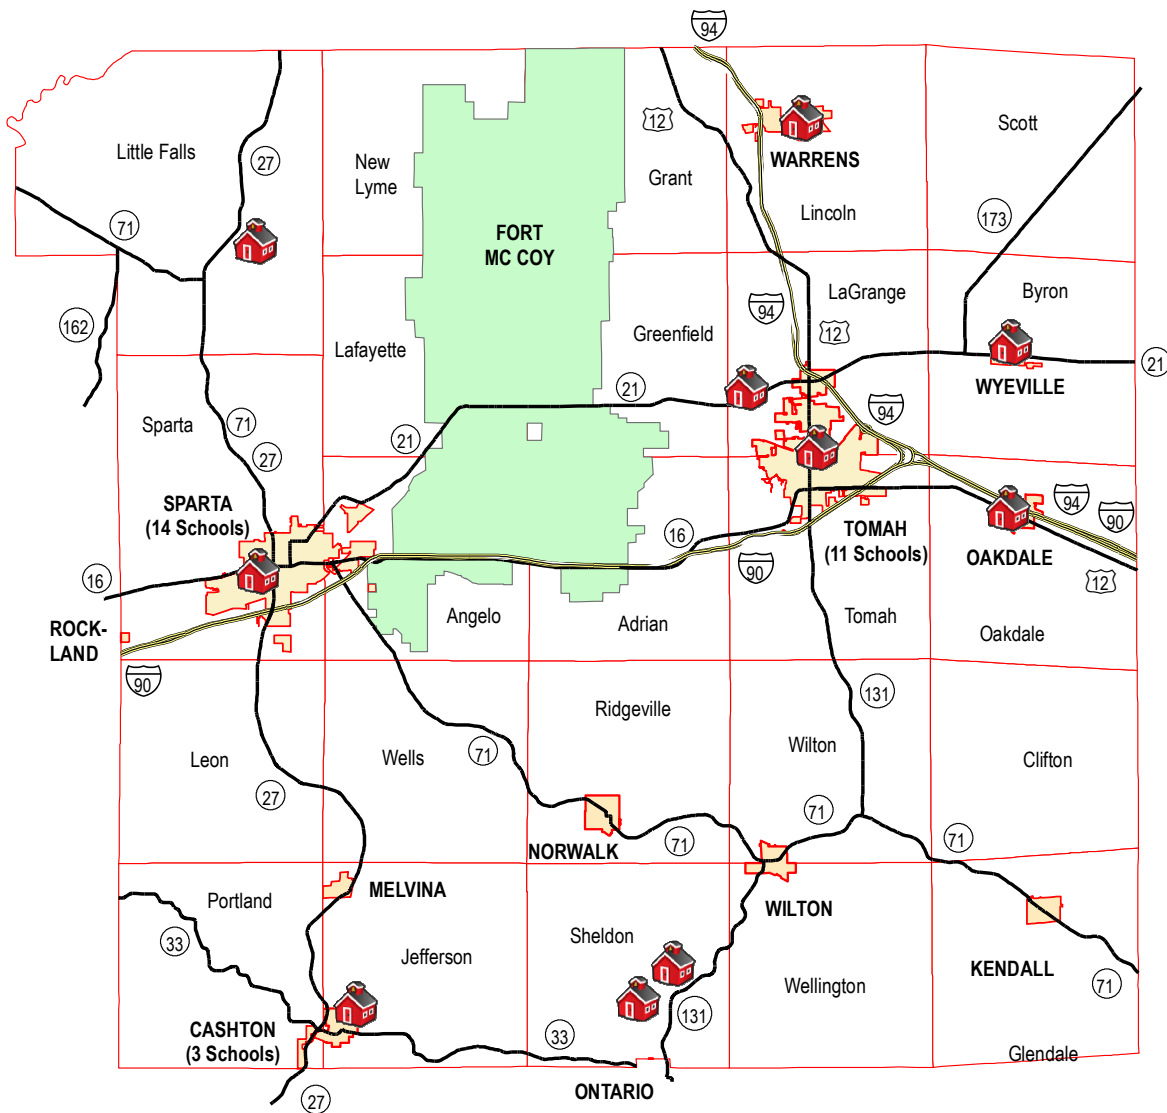 94
12
WARRENS
Scott
Little Falls
27
New
Lyme
Grant
Lincoln
173
71
FORT
MC COY
162
94
LaGrange
Byron
12
Greenfield
Lafayette
21
WYEVILLE
21
Sparta
71
27
21
94
SPARTA
(14 Schools)
16
TOMAH
(11 Schools)
94
90
OAKDALE
16
90
12
ROCK-
LAND
Angelo
Adrian
Tomah
Oakdale
90
131
Ridgeville
Leon
Wells
71
Wilton
Clifton
27
NORWALK
71
71
71
Portland
MELVINA
WILTON
33
Jefferson
Sheldon
Wellington
KENDALL
71
131
CASHTON
(3 Schools)
33
Glendale
27
ONTARIO